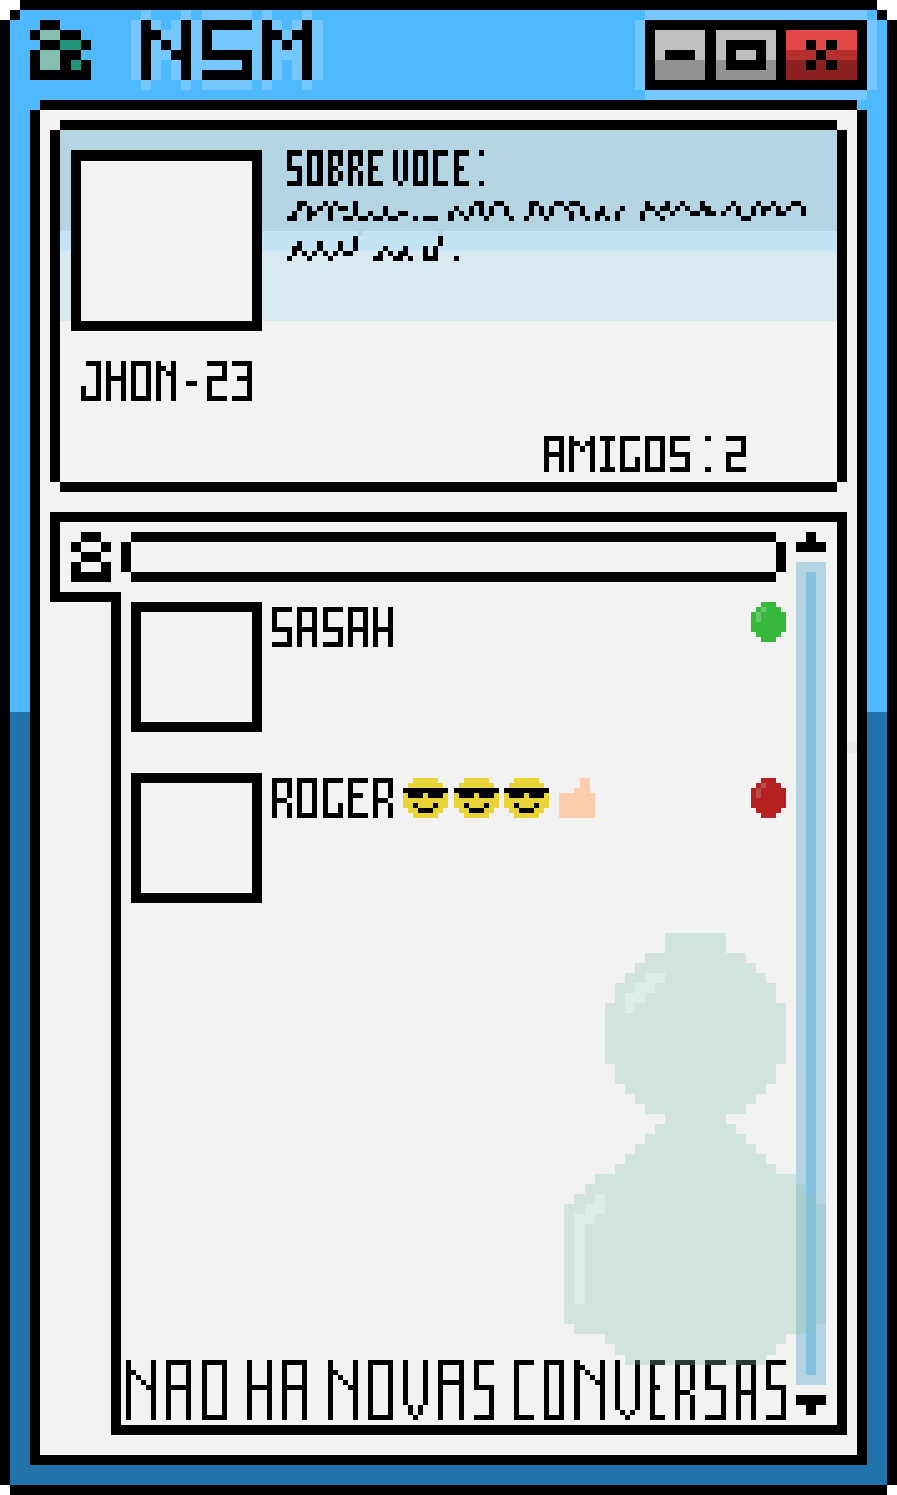 NSM
SOBRE VOCE:
JHON-23
AMIGOS:2
SASAH
ROGER😎😎😎👍
NAO HA NOVAS CONVERSAS